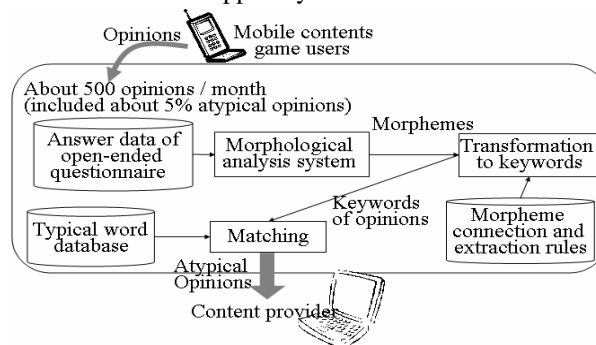 Opinions
Mobile contents
game users
About 500 opinions / month
(included about 5% atypical opinions)
Answer data of
open-ended
questionnaire
Morphological
analysis system
Morphemes
Transformation
to keywords
Keywords
of opinions
Typical word
database
Matching
Morpheme
connection and
extraction rules
Atypical
Opinions
Content provider